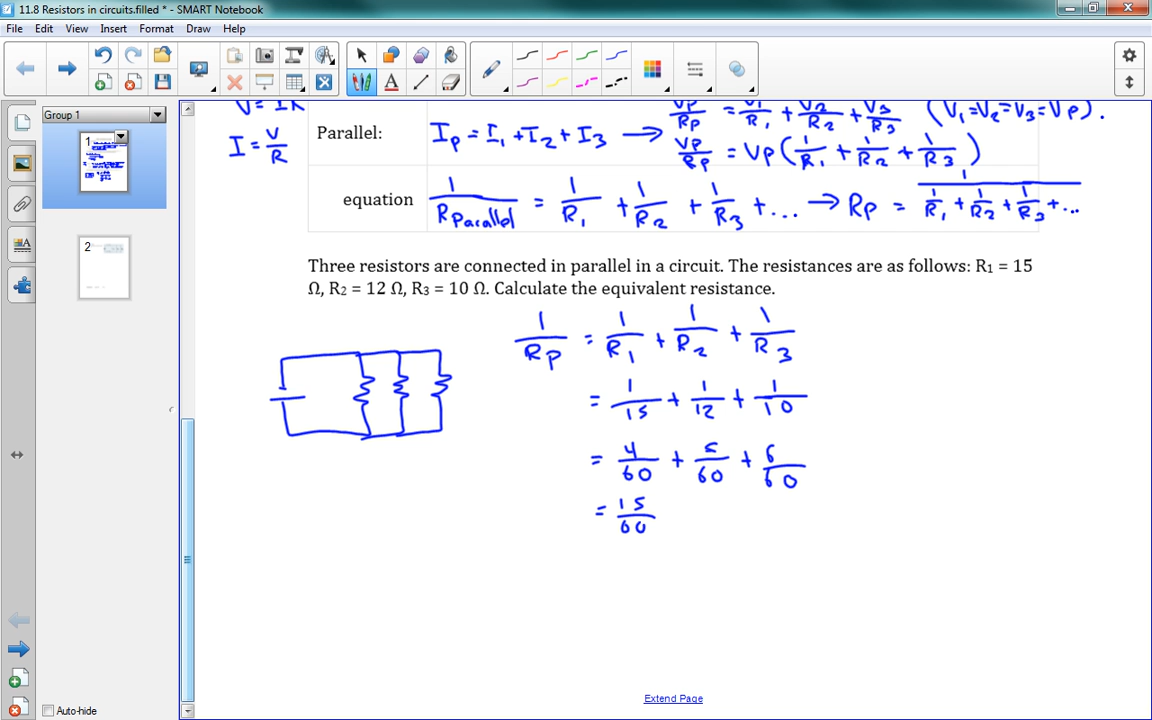 11.8 Resistors in circuits.filled * - SMART Notebook
File Edit View Insert Format Draw Help
Group 1
1
2
V = IR
I = V/R
Parallel:
Vp/Rp = V1/R1 + V2/R2 + V3/R3 (V1=V2=V3=Vp).
Ip = I1 + I2 + I3 → Vp/Rp = Vp(1/R1 + 1/R2 + 1/R3)
equation 1/RParallel = 1/R1 + 1/R2 + 1/R3 + ... → Rp = 1/(1/R1 + 1/R2 + 1/R3 + ...)
Three resistors are connected in parallel in a circuit. The resistances are as follows: R1 = 15
Ω, R2 = 12 Ω, R3 = 10 Ω. Calculate the equivalent resistance.
1/Rp = 1/R1 + 1/R2 + 1/R3
= 1/15 + 1/12 + 1/10
= 4/60 + 5/60 + 6/60
= 15/60
Extend Page
Auto-hide